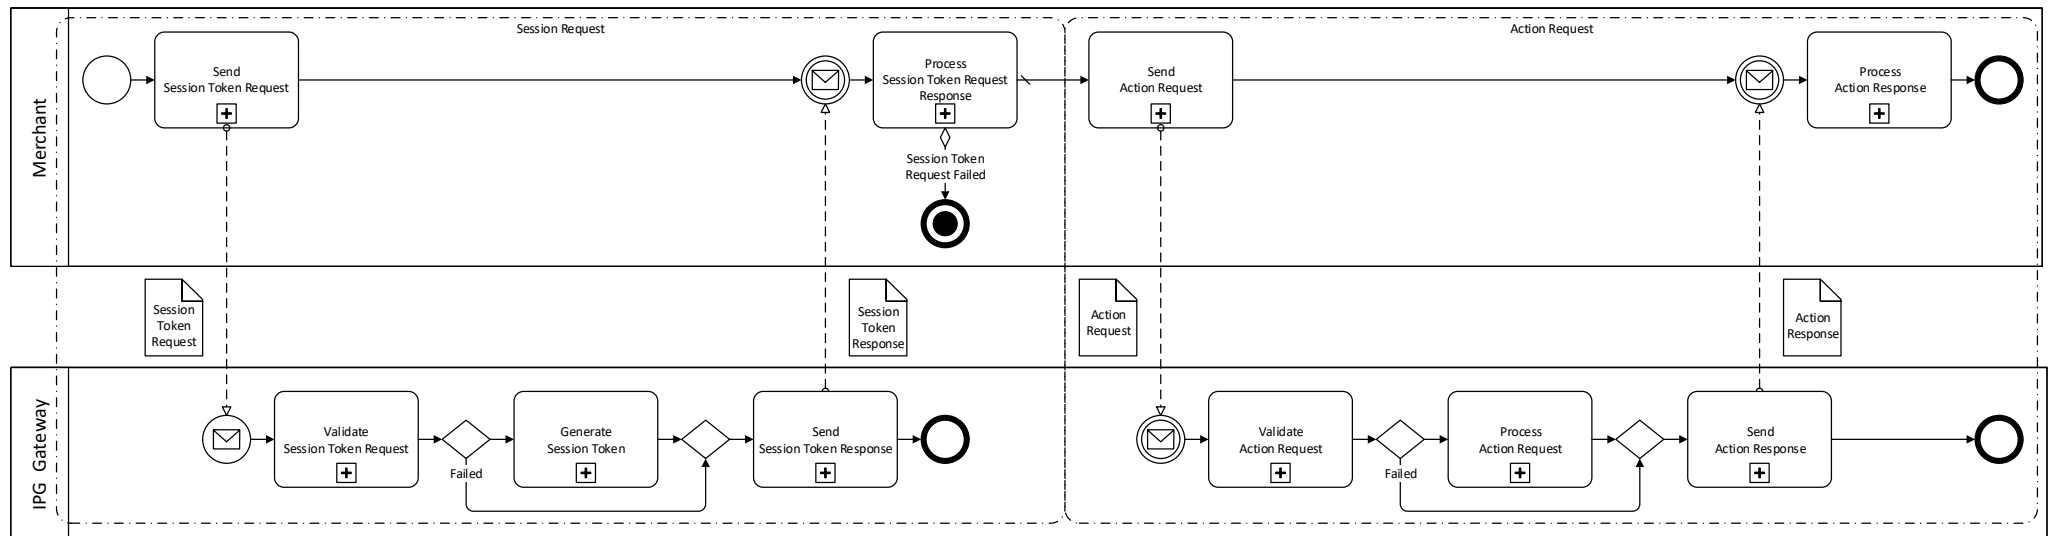 Session Request
Action Request
Merchant
Send
Session Token Request
Process
Session Token Request
Response
Session Token
Request Failed
Send
Action Request
Process
Action Response
Session
Token
Request
Session
Token
Response
Action
Request
Action
Response
IPG Gateway
Validate
Session Token Request
Failed
Generate
Session Token
Send
Session Token Response
Validate
Action Request
Failed
Process
Action Request
Send
Action Response